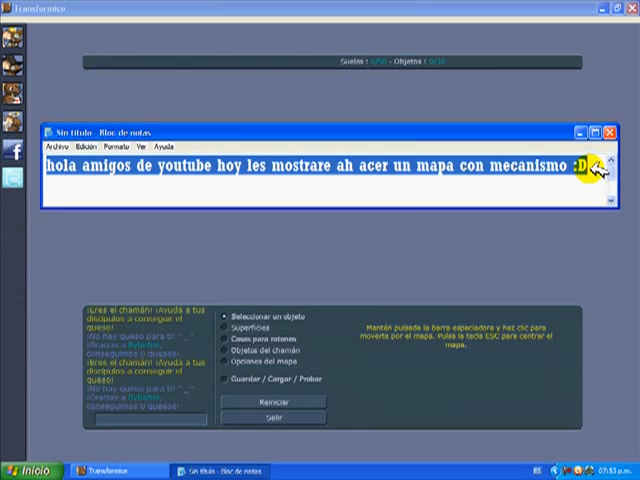 Transformice
Suelos : 0/50 - Objetos : 0/30
Sin título - Bloc de notas
Archivo Edición Formato Ver Ayuda
hola amigos de youtube hoy les mostrare ah acer un mapa con mecanismo :D
¡Eres el chamán! ¡Ayuda a tus
discípulos a conseguir el
queso!
¡No hay queso para ti! ^_^
¡Gracias a
conseguimos 0 quesos!
¡Eres el chamán! ¡Ayuda a tus
discípulos a conseguir el
queso!
¡No hay queso para ti! ^_^
¡Gracias a
conseguimos 0 quesos!
Seleccionar un objeto
Superficies
Cosas para ratones
Objetos del chamán
Opciones del mapa
Guardar / Cargar / Probar
Reiniciar
Salir
Mantén pulsada la barra espaciadora y haz clic para
moverte por el mapa. Pulsa la tecla ESC para centrar el
mapa.
Inicio
Transformice
Sin título - Bloc de notas
ES
07:53 p.m.